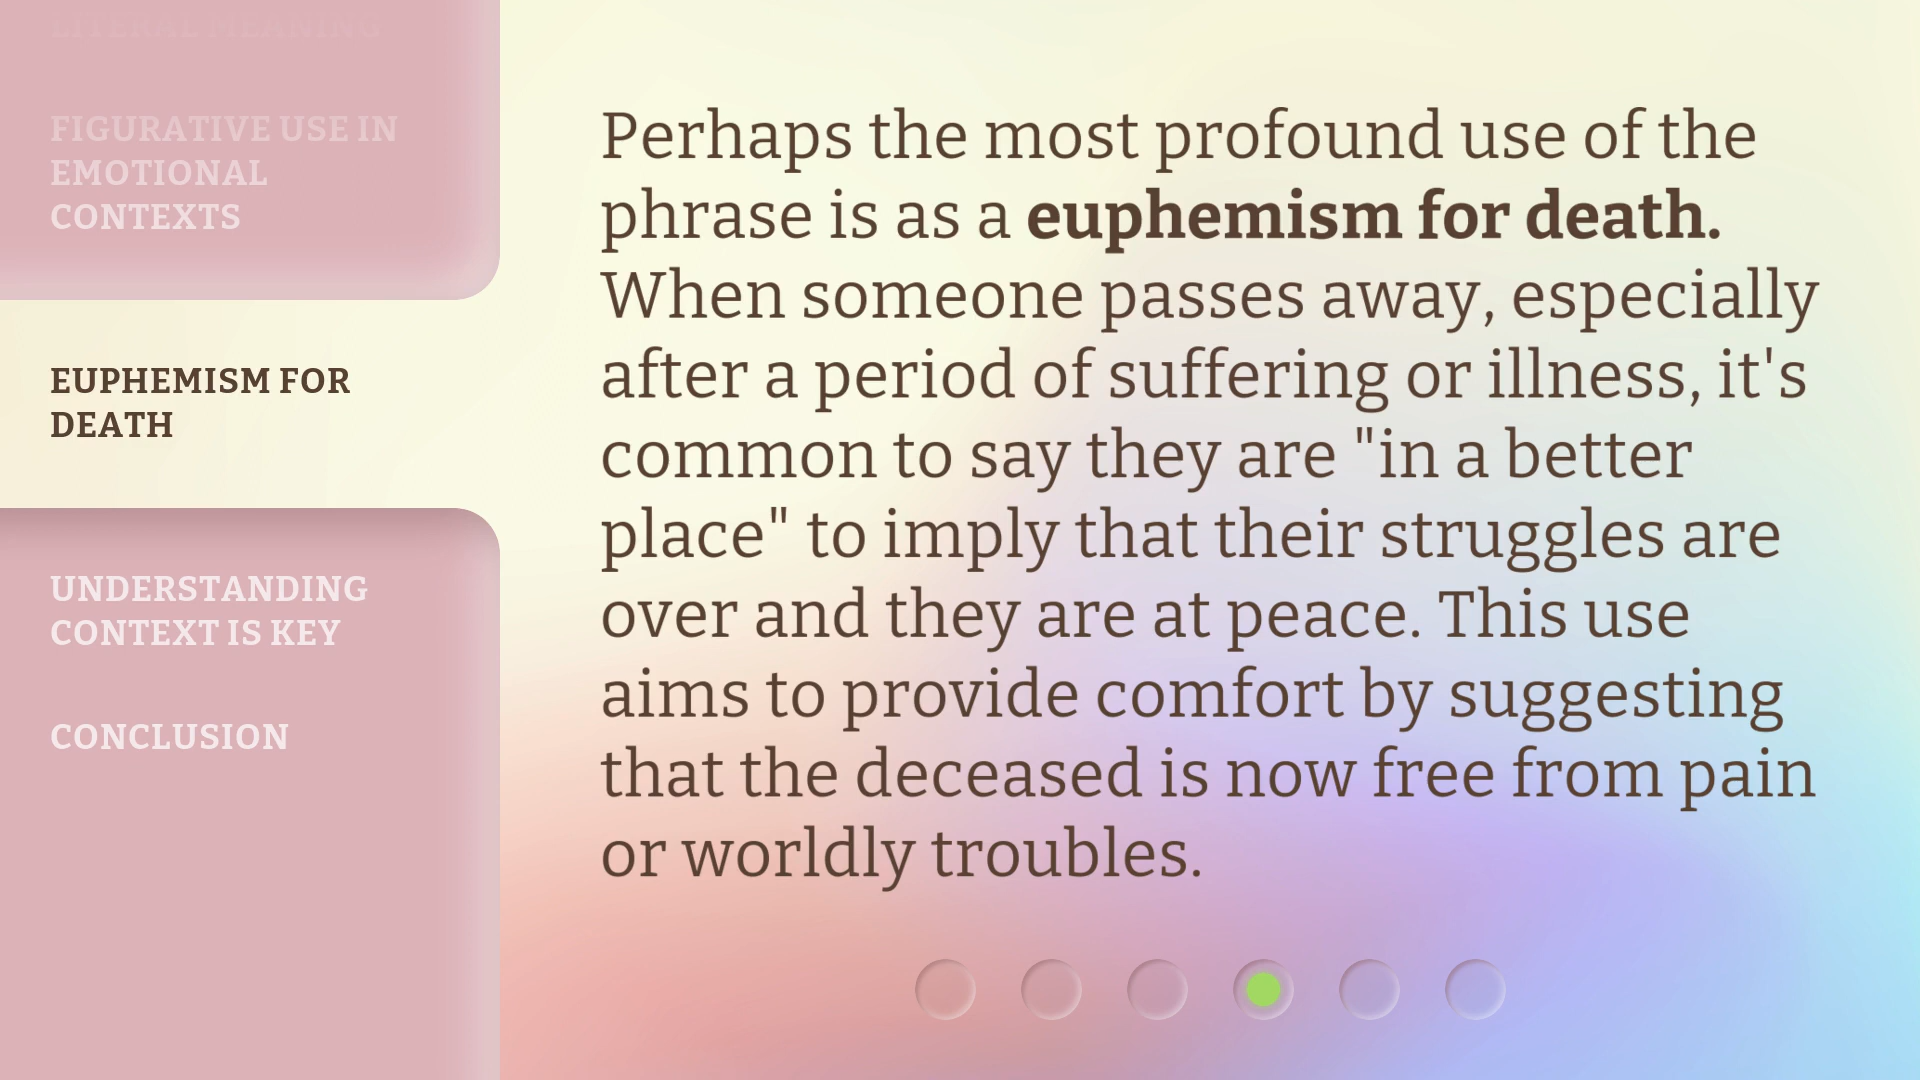 LITERAL MEANING
FIGURATIVE USE IN
EMOTIONAL
CONTEXTS
EUPHEMISM FOR
DEATH
UNDERSTANDING
CONTEXT IS KEY
CONCLUSION
Perhaps the most profound use of the
phrase is as a euphemism for death.
When someone passes away, especially
after a period of suffering or illness, it's
common to say they are "in a better
place" to imply that their struggles are
over and they are at peace. This use
aims to provide comfort by suggesting
that the deceased is now free from pain
or worldly troubles.